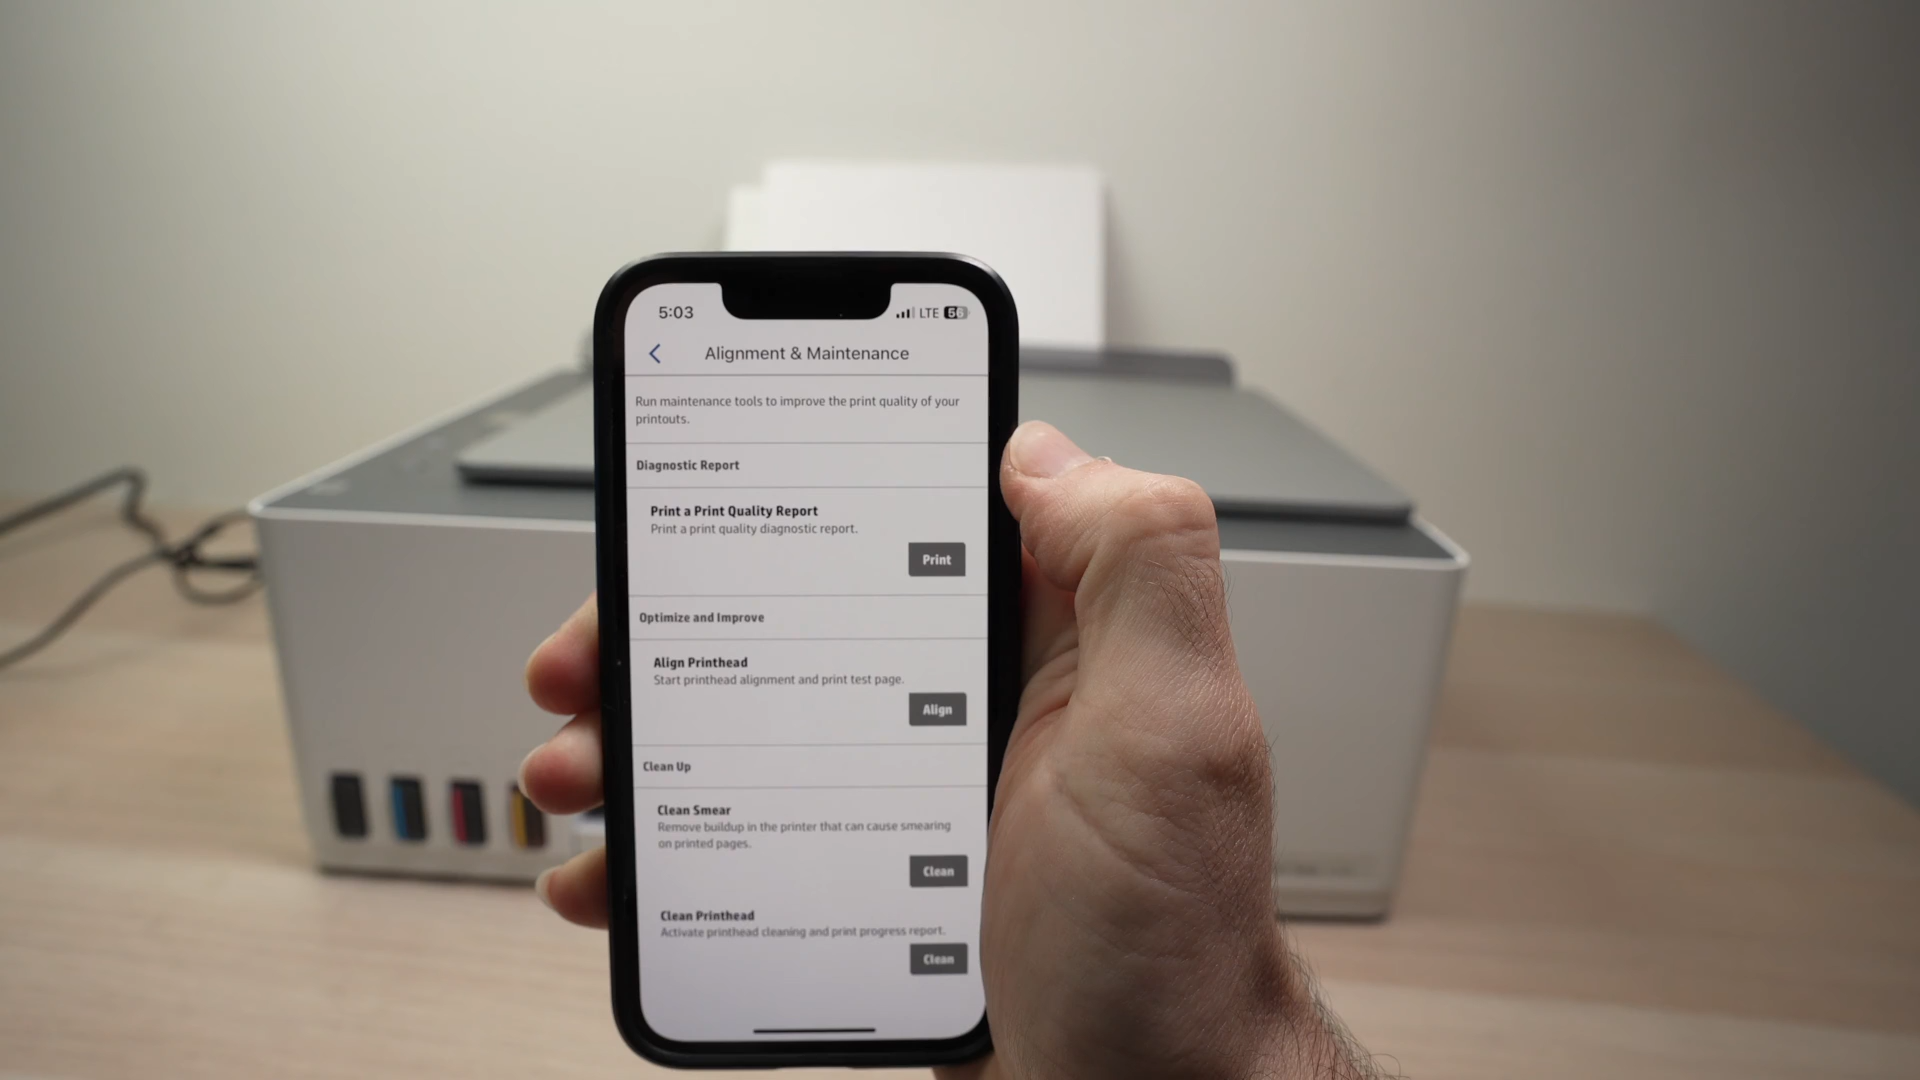 5:03
LTE 56
Alignment & Maintenance
Run maintenance tools to improve the print quality of your
printouts.
Diagnostic Report
Print a Print Quality Report
Print a print quality diagnostic report.
Print
Optimize and Improve
Align Printhead
Start printhead alignment and print test page.
Align
Clean Up
Clean Smear
Remove buildup in the printer that can cause smearing
on printed pages.
Clean
Clean Printhead
Activate printhead cleaning and print progress report.
Clean